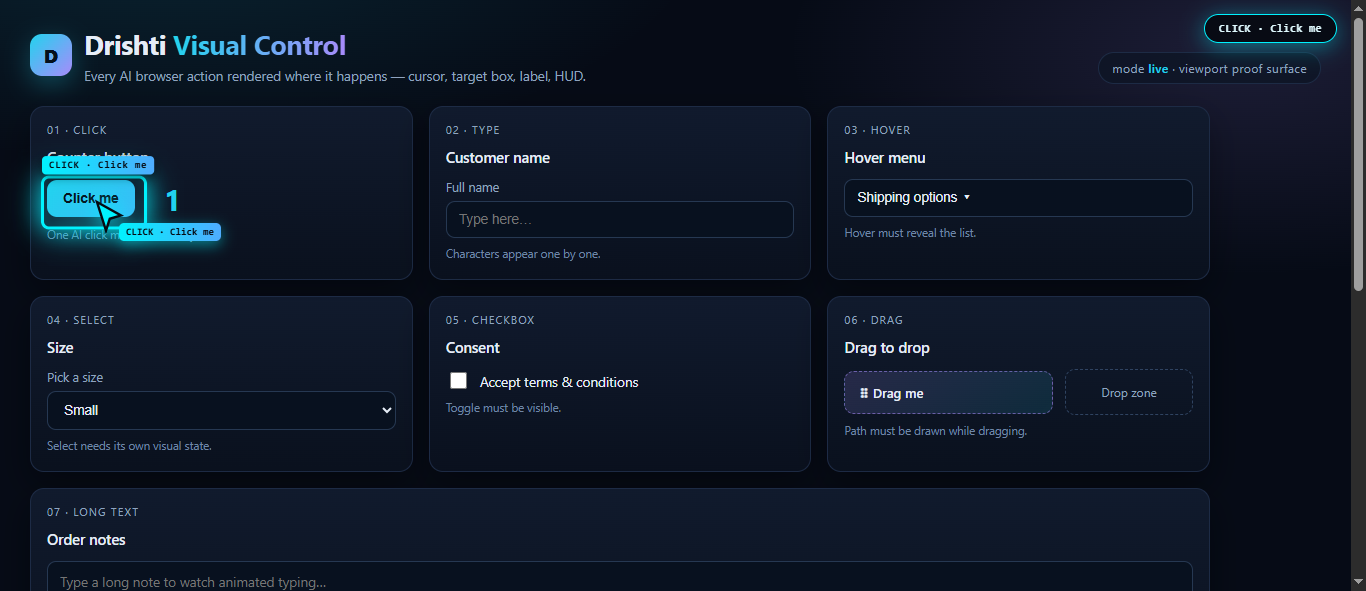 CLICK · Click me
D
Drishti Visual Control
Every AI browser action rendered where it happens — cursor, target box, label, HUD.
mode live · viewport proof surface
01 · CLICK
CLICK · Click me
Click me
1
CLICK · Click me
One AI click
02 · TYPE
Customer name
Full name
Type here…
Characters appear one by one.
03 · HOVER
Hover menu
Shipping options ▾
Hover must reveal the list.
04 · SELECT
Size
Pick a size
Small
Select needs its own visual state.
05 · CHECKBOX
Consent
Accept terms & conditions
Toggle must be visible.
06 · DRAG
Drag to drop
⠿ Drag me
Drop zone
Path must be drawn while dragging.
07 · LONG TEXT
Order notes
Type a long note to watch animated typing…